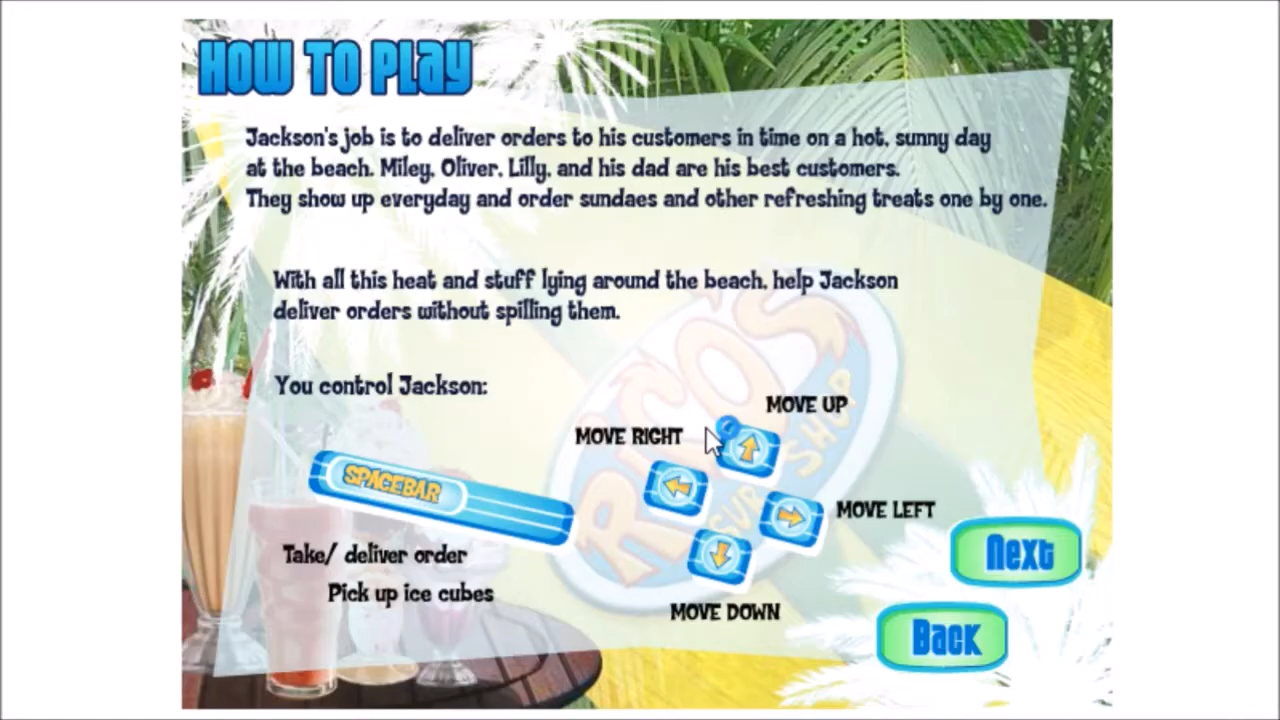 HOW TO PLAY
Jackson's job is to deliver orders to his customers in time on a hot, sunny day
at the beach. Miley, Oliver, Lilly, and his dad are his best customers.
They show up everyday and order sundaes and other refreshing treats one by one.
With all this heat and stuff lying around the beach, help Jackson
deliver orders without spilling them.
You control Jackson:
MOVE UP
MOVE RIGHT
SPACEBAR
MOVE LEFT
Take/ deliver order
Pick up ice cubes
MOVE DOWN
RICO'S
SURF SHOP
Next
Back